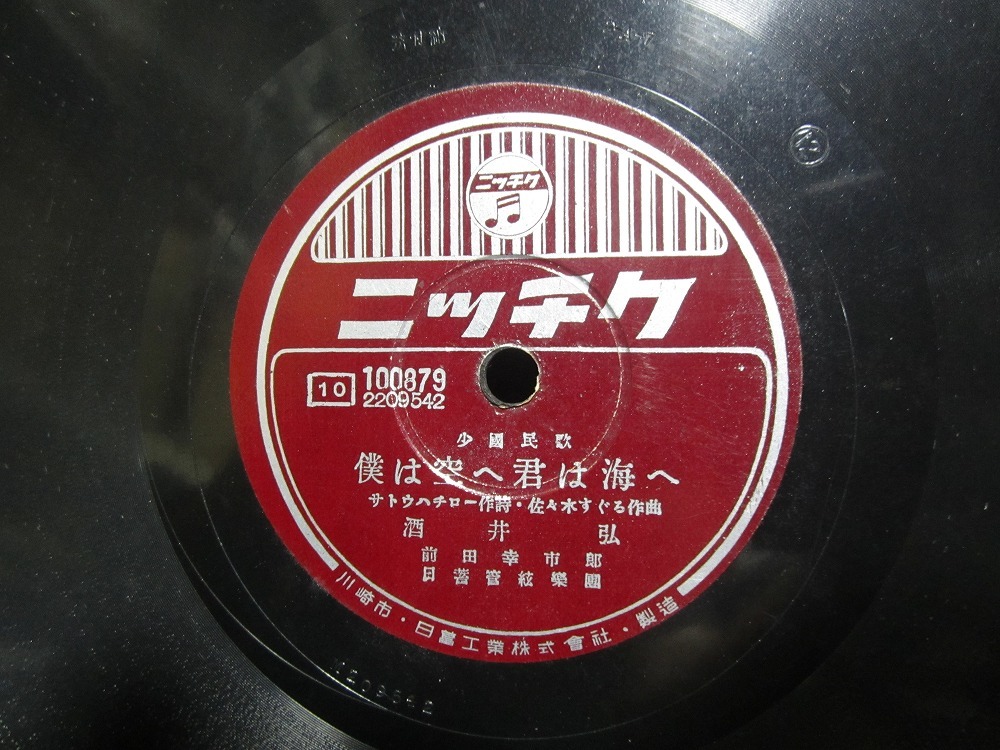 ニッチク
ニッチク
10 100879
2209542
少國民歌
僕は空へ君は海へ
サトウハチロー作詩・佐々木すぐる作曲
酒井弘
前田幸市郎
日蓄管絃樂團
川崎市・日蓄工業株式會社・製造